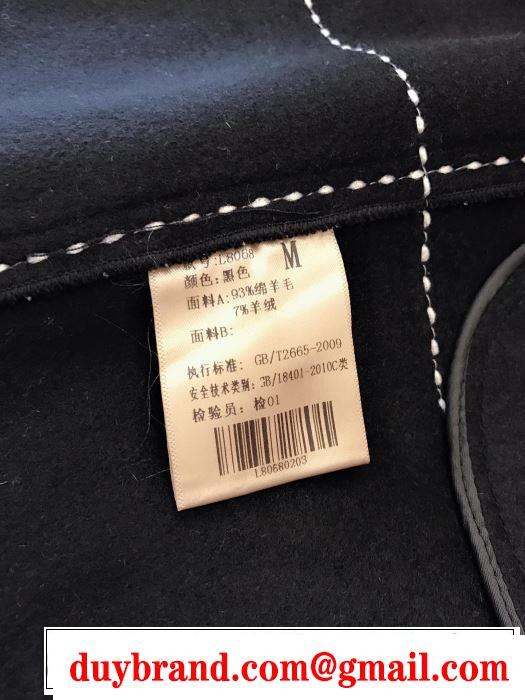 款号:L8068
M
颜色:黑色
面料A:93%绵羊毛
7%羊绒
面料B:
执行标准: GB/T2665-2009
安全技术类别:GB/18401-2010C类
检验员: 检01
L80680203
duybrand.com@gmail.com